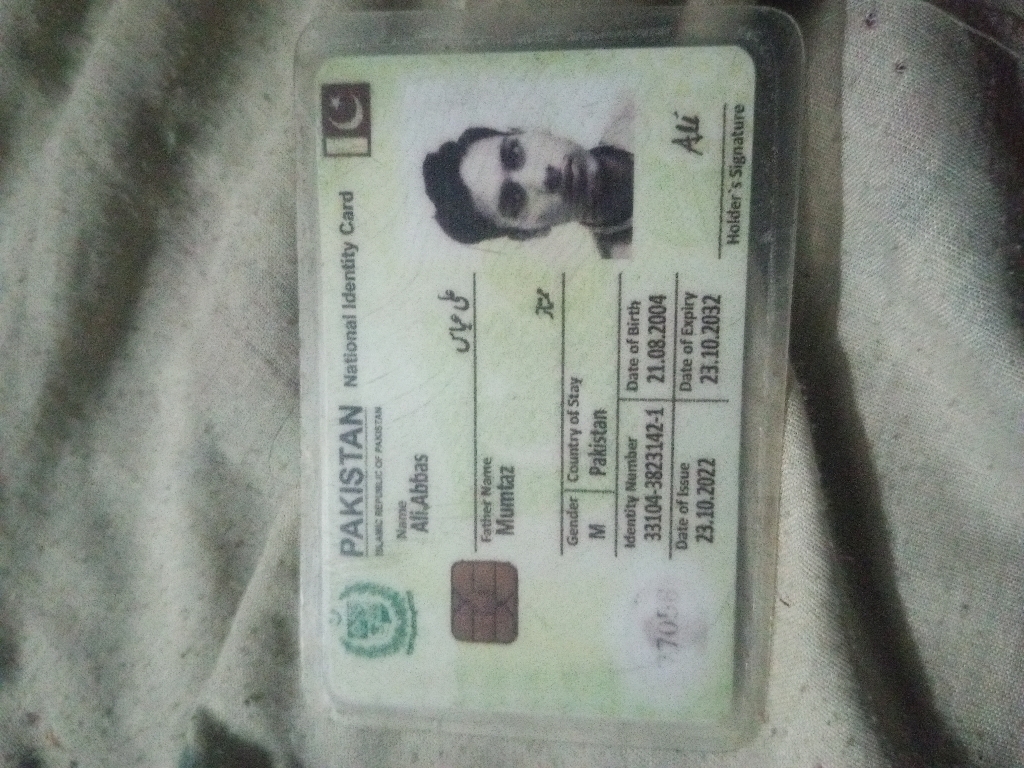 PAKISTAN National Identity Card
ISLAMIC REPUBLIC OF PAKISTAN
Name
Ali,Abbas
علی عباس
Father Name
Mumtaz
Gender Country of Stay
M Pakistan
Identity Number Date of Birth
33104-3823142-1 21.08.2004
Date of Issue Date of Expiry
23.10.2022 23.10.2032
Ali
Holder's Signature